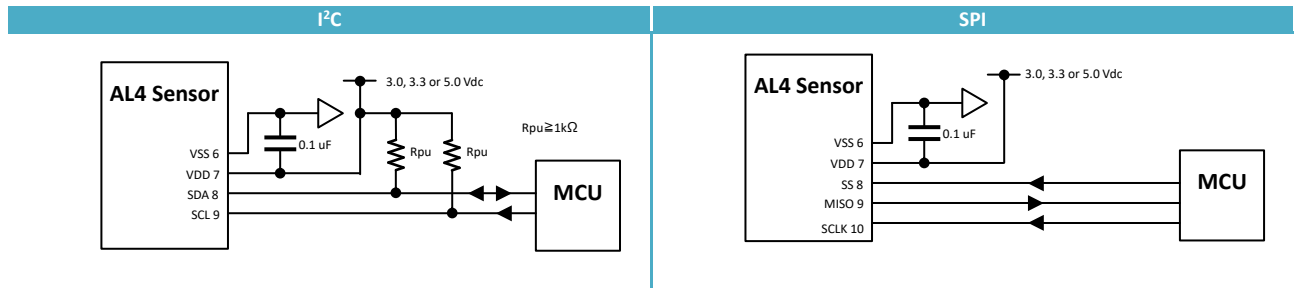 I²C
AL4 Sensor
3.0, 3.3 or 5.0 Vdc
0.1 uF
Rpu
Rpu
Rpu≧1kΩ
VSS 6
VDD 7
SDA 8
SCL 9
MCU
SPI
AL4 Sensor
3.0, 3.3 or 5.0 Vdc
0.1 uF
VSS 6
VDD 7
SS 8
MISO 9
SCLK 10
MCU